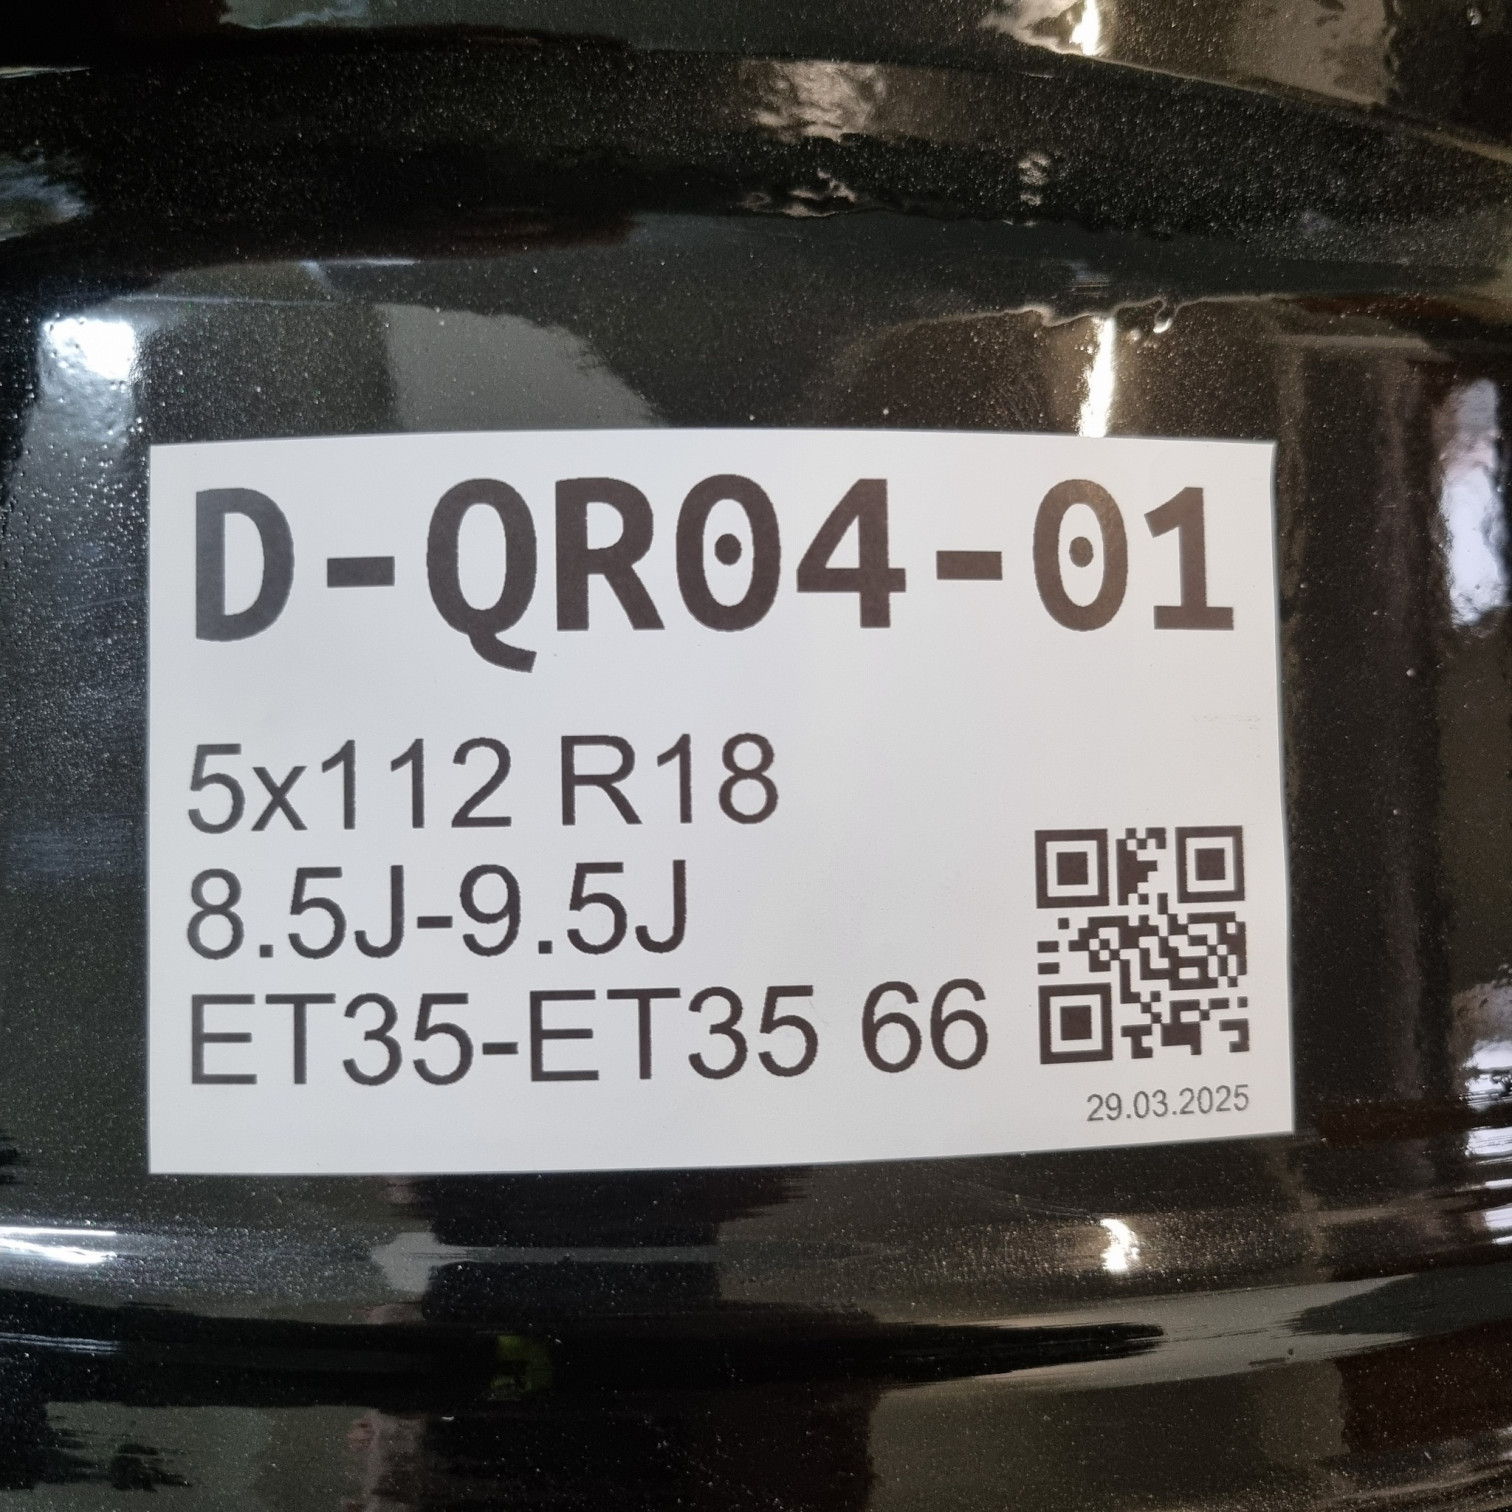 D-QR04-01
5x112 R18
8.5J-9.5J
ET35-ET35 66
29.03.2025